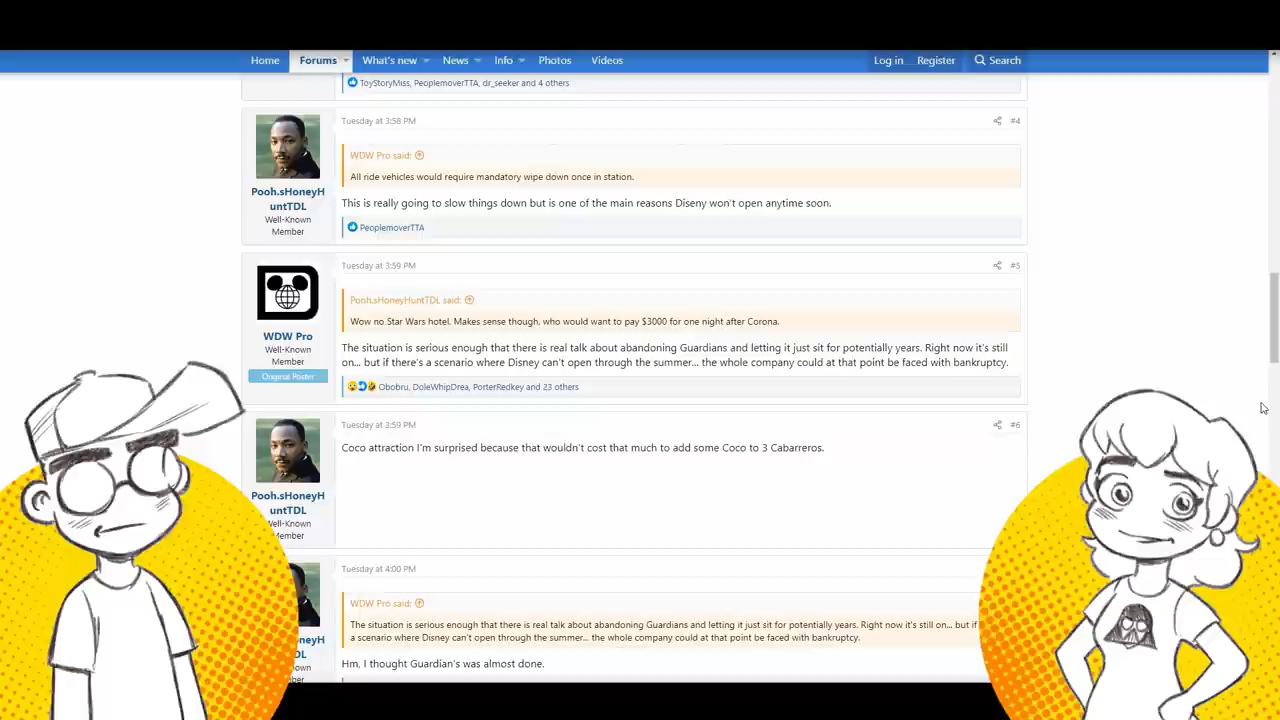 Home Forums What's new News Info Photos Videos Log in Register Search
ToyStoryMiss, PeoplemoverTTA, dr_seeker and 4 others
Tuesday at 3:58 PM #4
WDW Pro said:
All ride vehicles would require mandatory wipe down once in station.
Pooh.sHoneyH
untTDL
Well-Known
Member
This is really going to slow things down but is one of the main reasons Diseny won't open anytime soon.
PeoplemoverTTA
Tuesday at 3:59 PM #5
Pooh.sHoneyHuntTDL said:
Wow no Star Wars hotel. Makes sense though, who would want to pay $3000 for one night after Corona.
WDW Pro
Well-Known
Member
Original Poster
The situation is serious enough that there is real talk about abandoning Guardians and letting it just sit for potentially years. Right now it's still
on... but if there's a scenario where Disney can't open through the summer... the whole company could at that point be faced with bankruptcy.
Obobru, DoleWhipDrea, PorterRedkey and 23 others
Tuesday at 3:59 PM #6
Coco attraction I'm surprised because that wouldn't cost that much to add some Coco to 3 Cabarreros.
Pooh.sHoneyH
untTDL
Well-Known
Member
Tuesday at 4:00 PM
WDW Pro said:
The situation is serious enough that there is real talk about abandoning Guardians and letting it just sit for potentially years. Right now it's still on... but if
a scenario where Disney can't open through the summer... the whole company could at that point be faced with bankruptcy.
neyH
DL
Known
ber
Hm, I thought Guardian's was almost done.